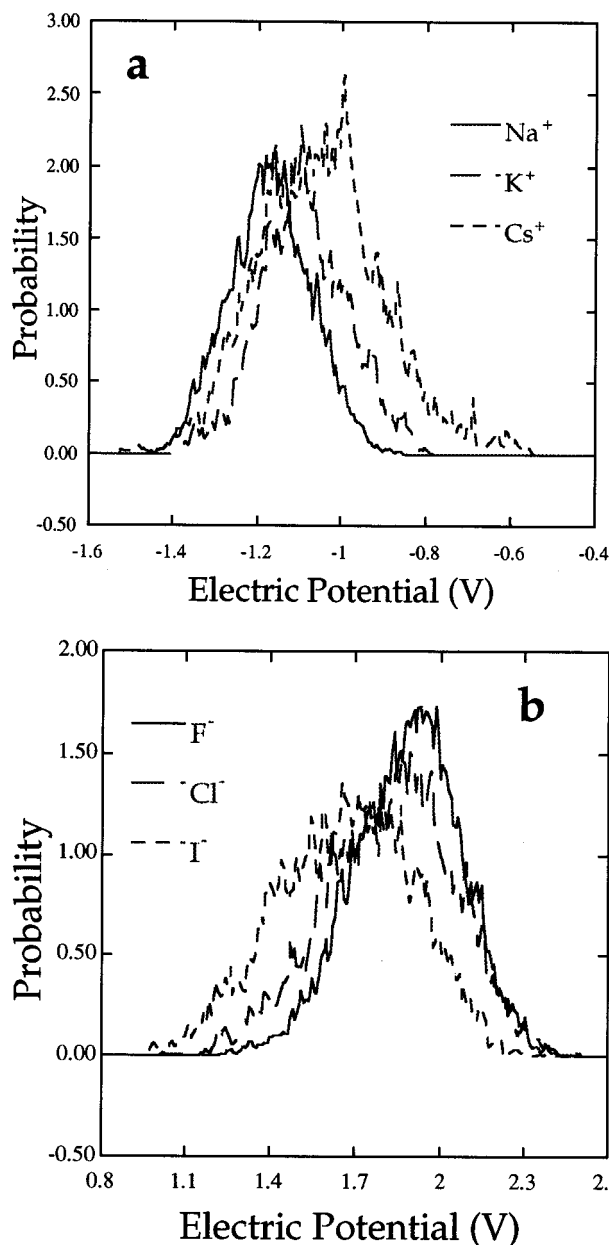 3.00
a
2.50
Na+
2.00
K+
1.50
Cs+
1.00
0.50
0.00
-0.50
Probability
-1.6 -1.4 -1.2 -1 -0.8 -0.6 -0.4
Electric Potential (V)
2.00
b
F-
1.50
Cl-
I-
1.00
0.50
0.00
-0.50
Probability
0.8 1.1 1.4 1.7 2 2.3 2.
Electric Potential (V)